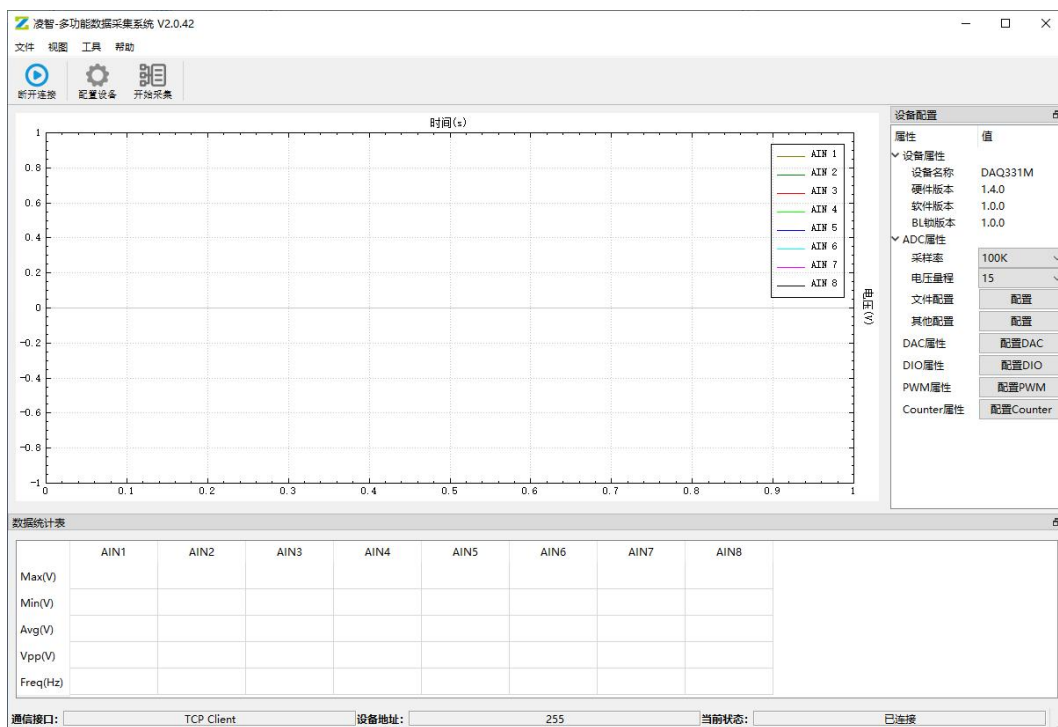 凌智-多功能数据采集系统 V2.0.42
文件 视图 工具 帮助
断开连接 配置设备 开始采集
时间(s)
1
0.8
0.6
0.4
0.2
0
-0.2
-0.4
-0.6
-0.8
-1
0 0.1 0.2 0.3 0.4 0.5 0.6 0.7 0.8 0.9 1
AIN 1
AIN 2
AIN 3
AIN 4
AIN 5
AIN 6
AIN 7
AIN 8
电压(V)
设备配置
属性 值
设备属性
设备名称 DAQ331M
硬件版本 1.4.0
软件版本 1.0.0
BL锁版本 1.0.0
ADC属性
采样率 100K
电压量程 15
文件配置 配置
其他配置 配置
DAC属性 配置DAC
DIO属性 配置DIO
PWM属性 配置PWM
Counter属性 配置Counter
数据统计表
AIN1 AIN2 AIN3 AIN4 AIN5 AIN6 AIN7 AIN8
Max(V)
Min(V)
Avg(V)
Vpp(V)
Freq(Hz)
通信接口: TCP Client 设备地址: 255 当前状态: 已连接